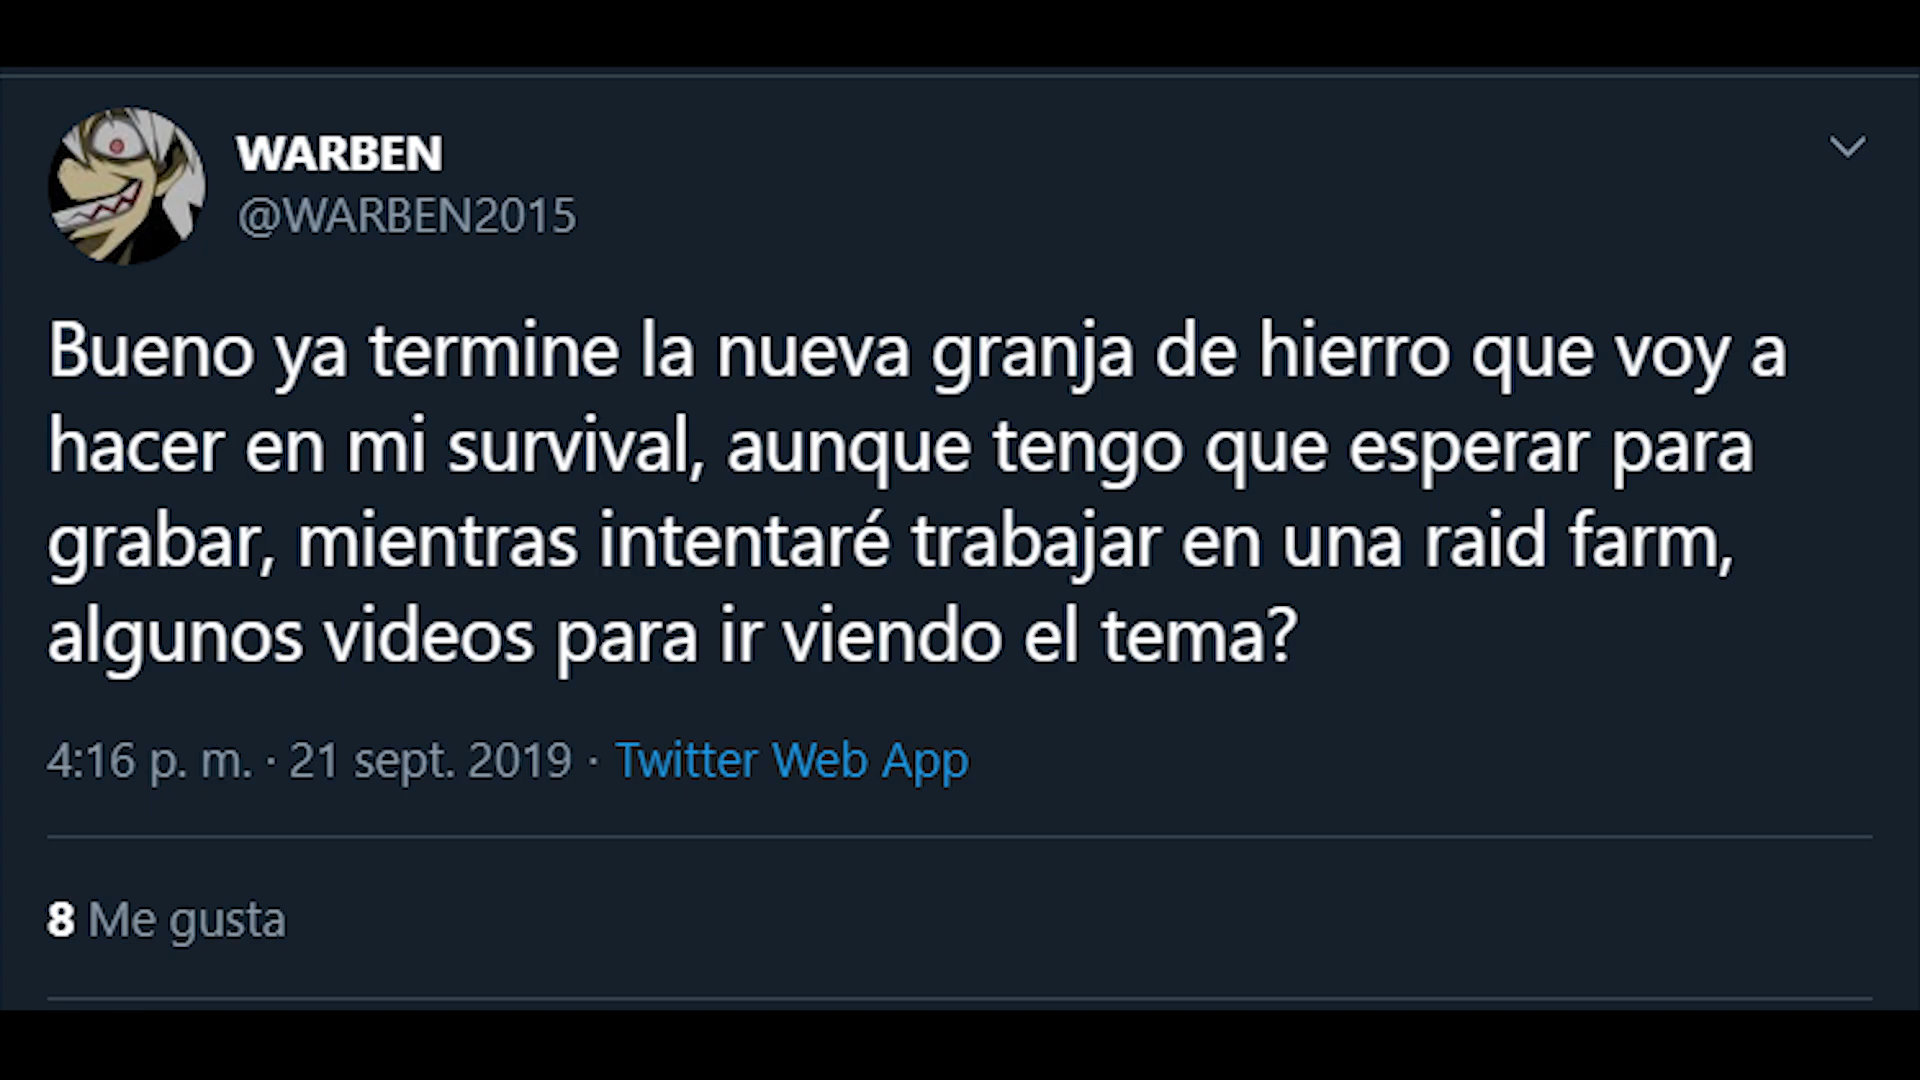 WARBEN
@WARBEN2015
Bueno ya termine la nueva granja de hierro que voy a
hacer en mi survival, aunque tengo que esperar para
grabar, mientras intentaré trabajar en una raid farm,
algunos videos para ir viendo el tema?
4:16 p. m. · 21 sept. 2019 · Twitter Web App
8 Me gusta